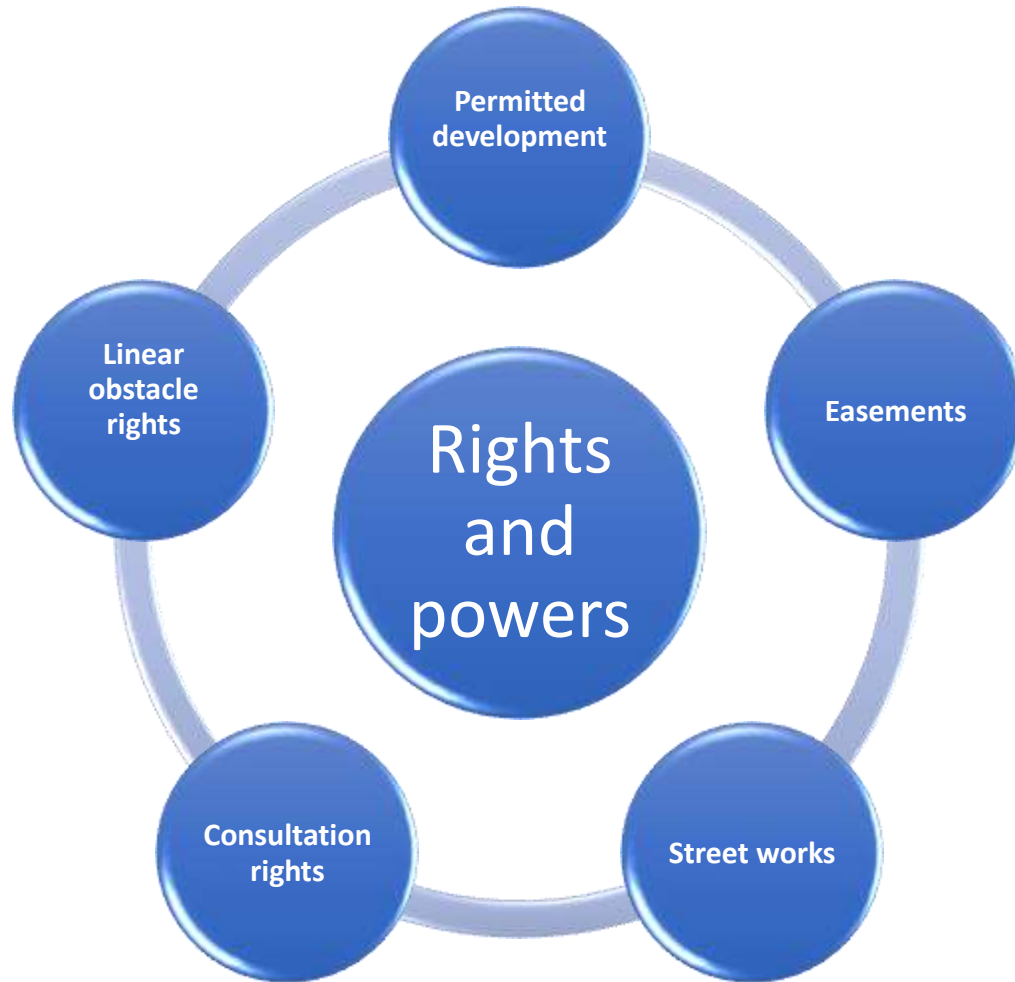 Permitted
development
Linear
obstacle
rights
Easements
Rights
and
powers
Consultation
rights
Street works